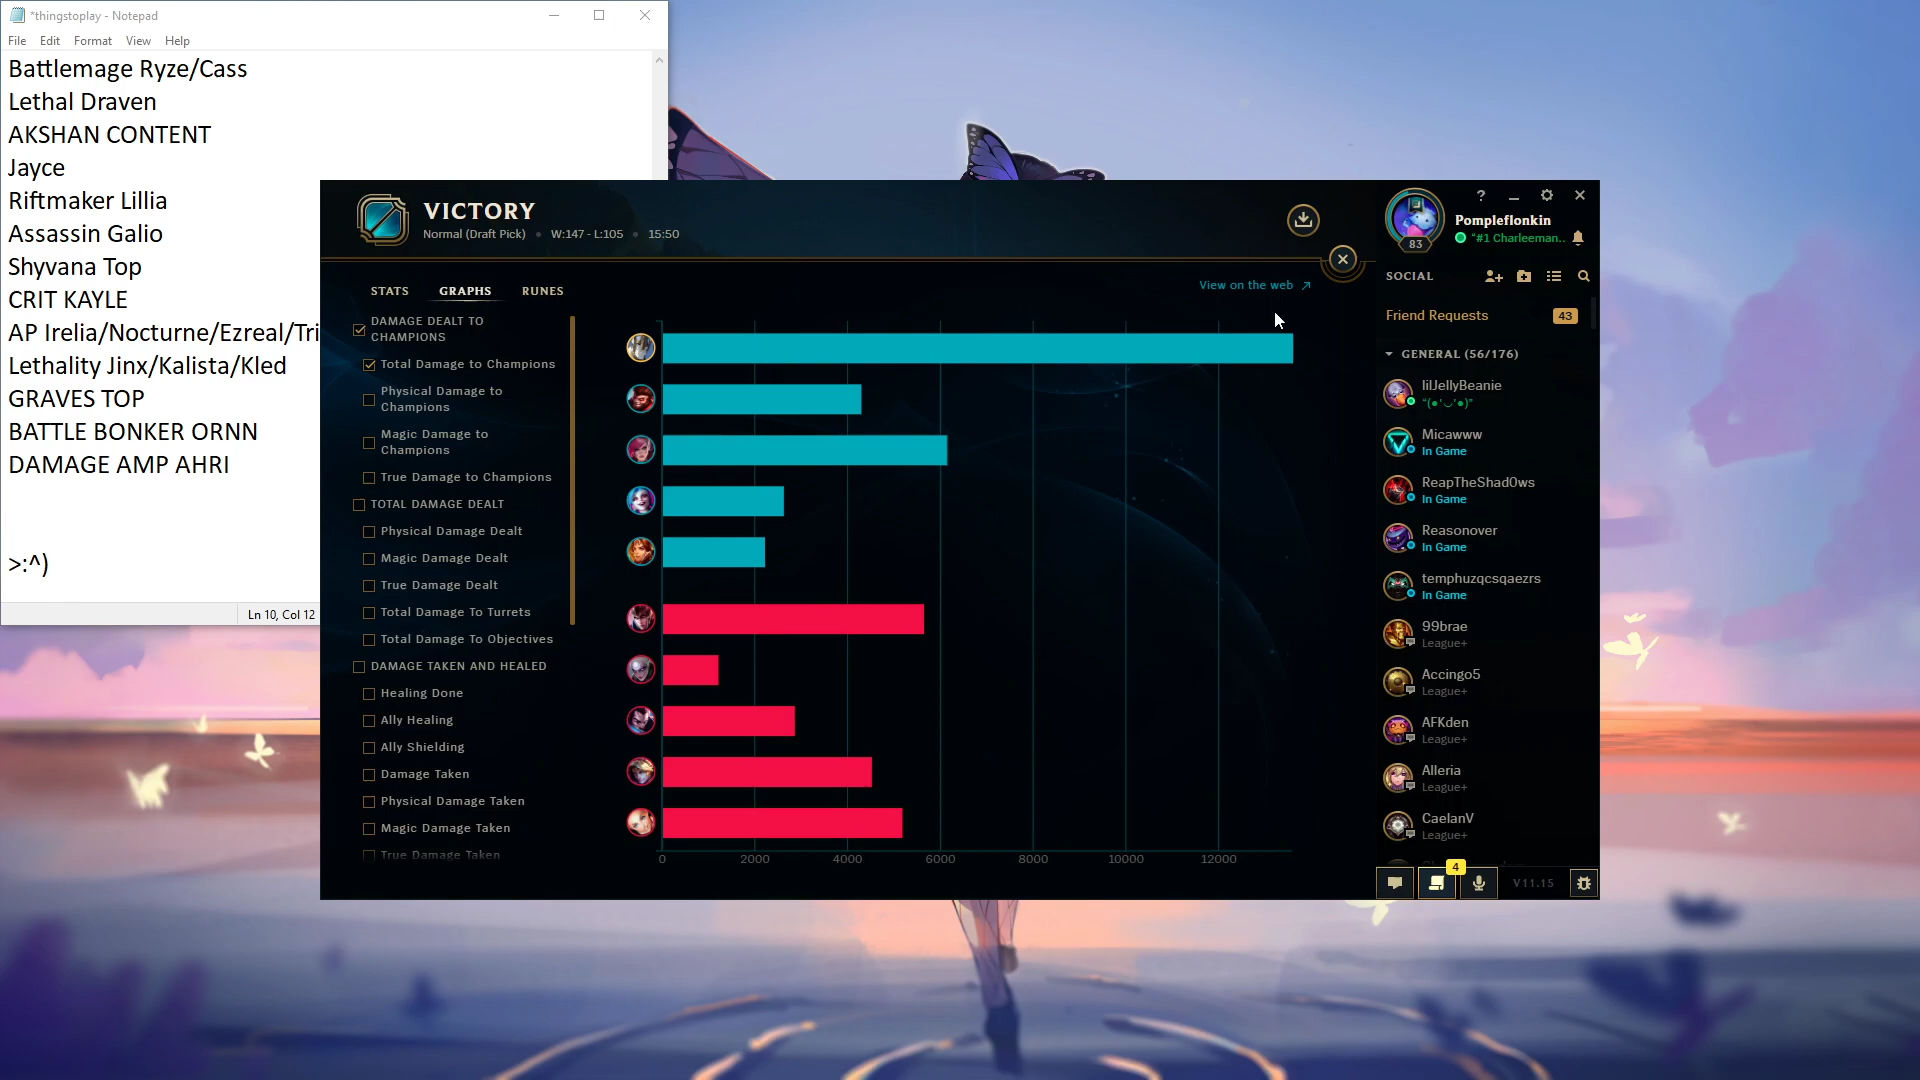 *thingstoplay - Notepad
File Edit Format View Help
Battlemage Ryze/Cass
Lethal Draven
AKSHAN CONTENT
Jayce
Riftmaker Lillia
Assassin Galio
Shyvana Top
CRIT KAYLE
AP Irelia/Nocturne/Ezreal/Tri
Lethality Jinx/Kalista/Kled
GRAVES TOP
BATTLE BONKER ORNN
DAMAGE AMP AHRI
>:^)
Ln 10, Col 12
VICTORY
Normal (Draft Pick) • W:147 - L:105 • 15:50
STATS GRAPHS RUNES
View on the web
DAMAGE DEALT TO
CHAMPIONS
Total Damage to Champions
Physical Damage to
Champions
Magic Damage to
Champions
True Damage to Champions
TOTAL DAMAGE DEALT
Physical Damage Dealt
Magic Damage Dealt
True Damage Dealt
Total Damage To Turrets
Total Damage To Objectives
DAMAGE TAKEN AND HEALED
Healing Done
Ally Healing
Ally Shielding
Damage Taken
Physical Damage Taken
Magic Damage Taken
True Damage Taken
0 2000 4000 6000 8000 10000 12000
?
83
Pompleflonkin
"#1 Charleeman..
SOCIAL
Friend Requests 43
GENERAL (56/176)
lilJellyBeanie
"(●'◡'●)"
Micawww
In Game
ReapTheShad0ws
In Game
Reasonover
In Game
temphuzqcsqaezrs
In Game
99brae
League+
Accingo5
League+
AFKden
League+
Alleria
League+
CaelanV
League+
4
V11.15